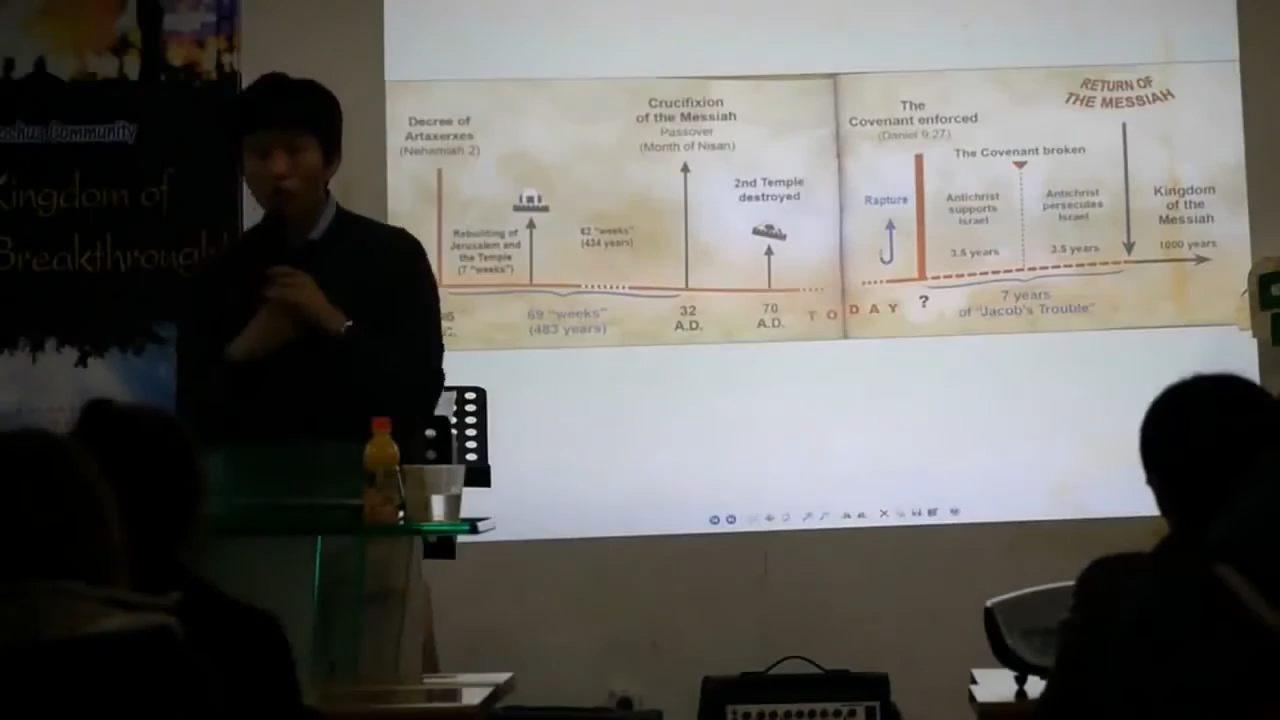 oshua Community
Kingdom of
Breakthrough
Decree of
Artaxerxes
(Nehamiah 2)
Rebuilding of
Jerusalem and
the Temple
(7 "weeks")
62 "weeks"
(434 years)
Crucifixion
of the Messiah
Passover
(Month of Nisan)
2nd Temple
destroyed
69 "weeks"
(483 years)
32
A.D.
70
A.D.
TODAY
The
Covenant enforced
(Daniel 9:27)
Rapture
?
The Covenant broken
Antichrist
supports
Israel
3.5 years
Antichrist
persecutes
Israel
3.5 years
7 years
of "Jacob's Trouble"
RETURN OF
THE MESSIAH
Kingdom
of the
Messiah
1000 years